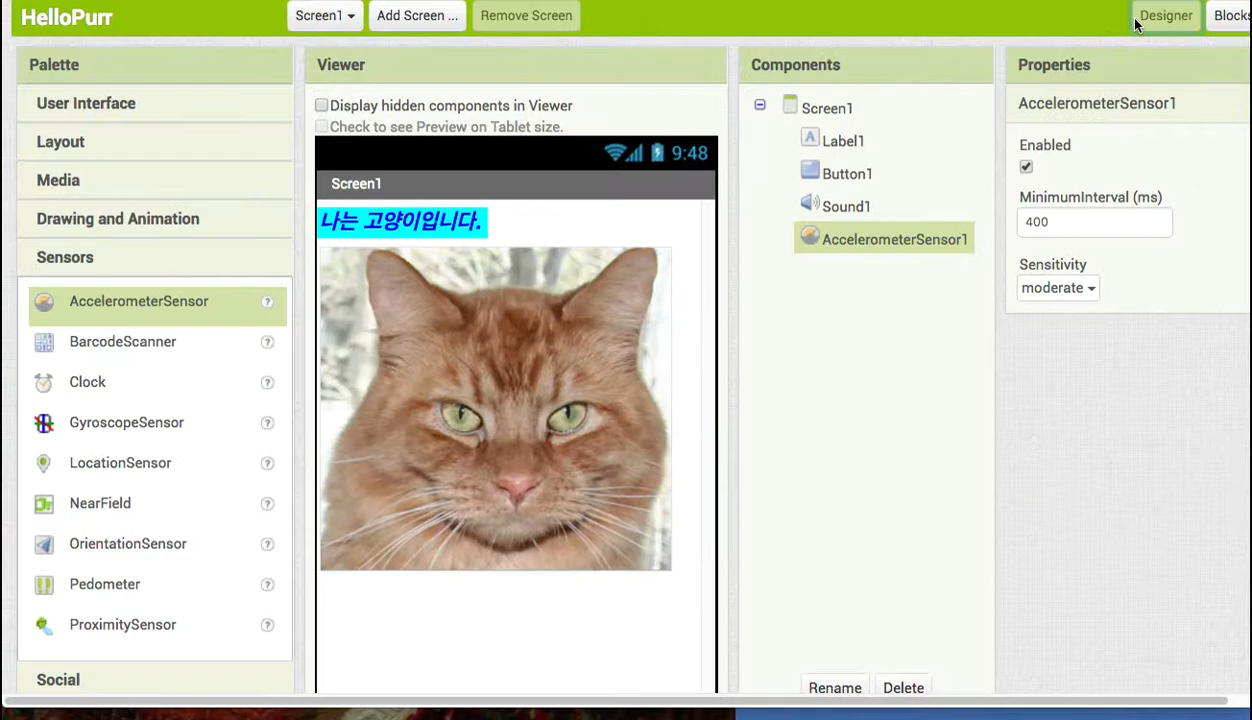 HelloPurr
Screen1
Add Screen ...
Remove Screen
Designer
Blocks
Palette
User Interface
Layout
Media
Drawing and Animation
Sensors
AccelerometerSensor
?
BarcodeScanner
?
Clock
?
GyroscopeSensor
?
LocationSensor
?
NearField
?
OrientationSensor
?
Pedometer
?
ProximitySensor
?
Social
Viewer
Display hidden components in Viewer
Check to see Preview on Tablet size.
9:48
Screen1
나는 고양이입니다.
Components
Screen1
Label1
Button1
Sound1
AccelerometerSensor1
Rename
Delete
Properties
AccelerometerSensor1
Enabled
MinimumInterval (ms)
400
Sensitivity
moderate